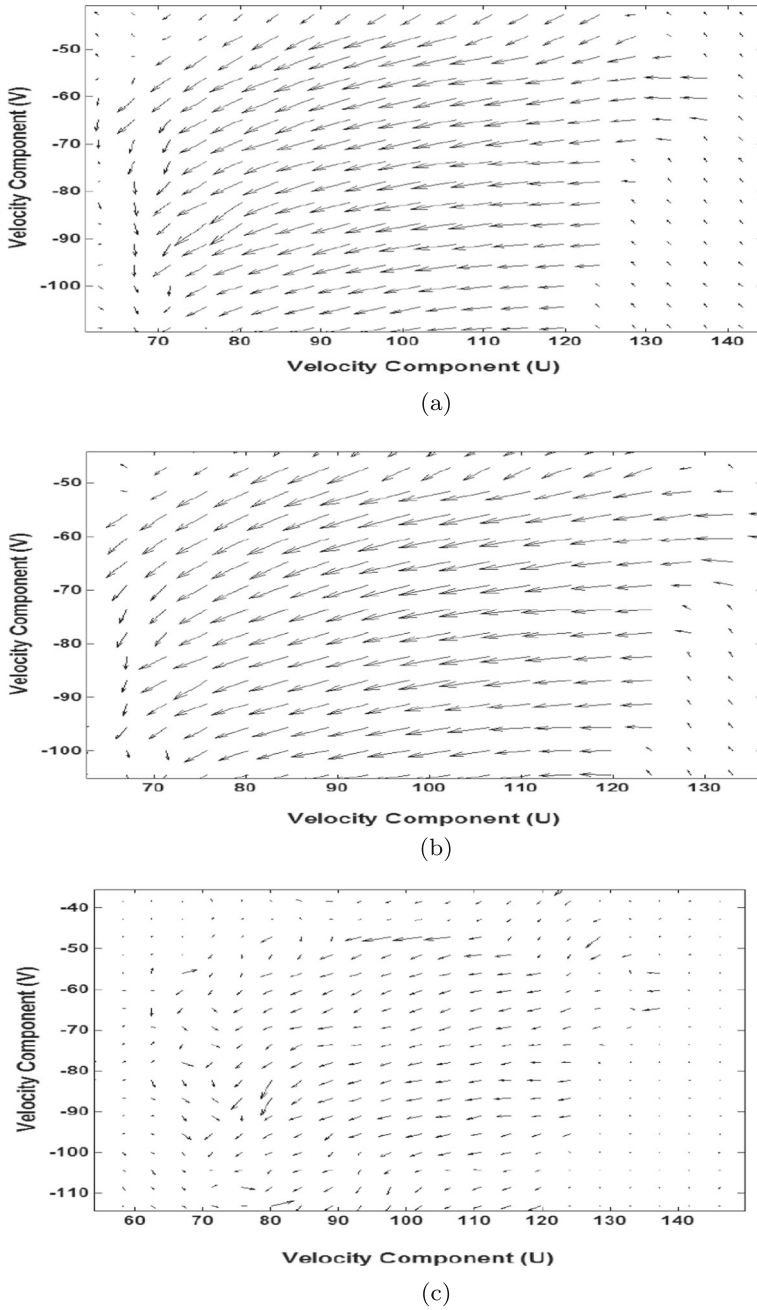 -50
-60
-70
-80
-90
-100
Velocity Component (V)
70 80 90 100 110 120 130 140
Velocity Component (U)
(a)
-50
-60
-70
-80
-90
-100
Velocity Component (V)
70 80 90 100 110 120 130
Velocity Component (U)
(b)
-40
-50
-60
-70
-80
-90
-100
-110
Velocity Component (V)
60 70 80 90 100 110 120 130 140
Velocity Component (U)
(c)